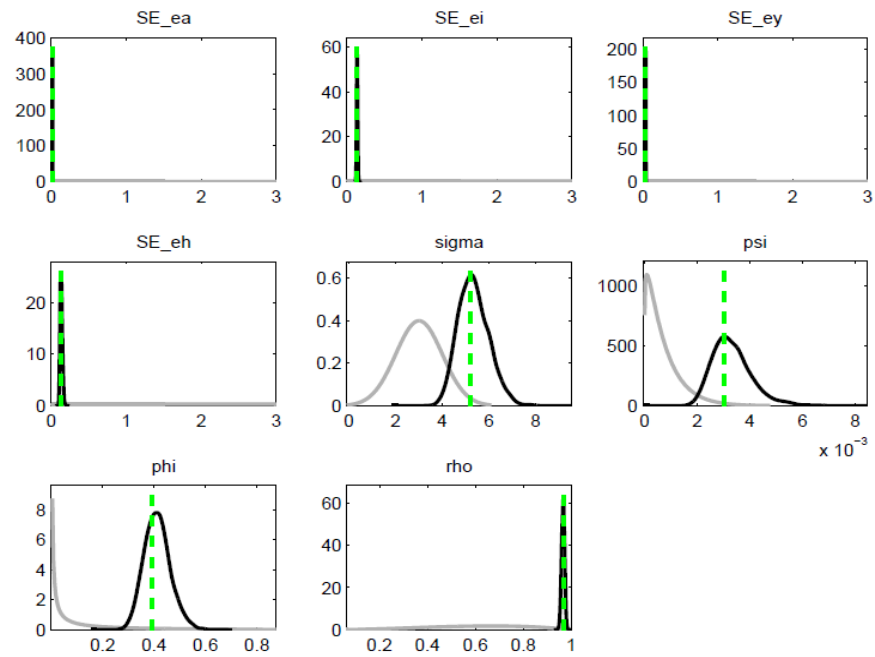 SE_ea SE_ei SE_ey
400 60 200
300 150
40
200 100
20
100 50
0 0 0
0 1 2 3 0 1 2 3 0 1 2 3
SE_eh sigma psi
0.6 1000
20
0.4
10 500
0.2
0 0 0
0 1 2 3 0 2 4 6 8 0 2 4 6 8
x 10⁻³
phi rho
8 60
6
40
4
20
2
0 0
0.2 0.4 0.6 0.8 0.2 0.4 0.6 0.8 1